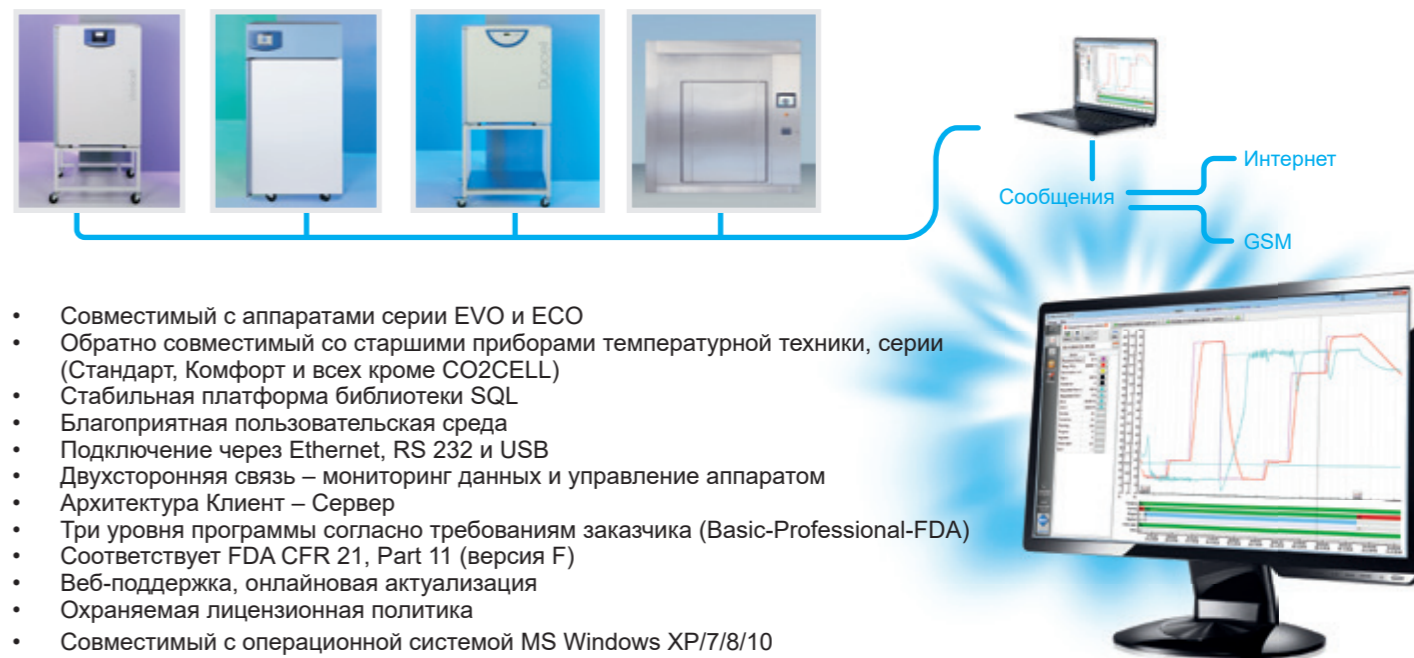 Durocell
Интернет
Сообщения
GSM
• Совместимый с аппаратами серии EVO и ECO
• Обратно совместимый со старшими приборами температурной техники, серии
(Стандарт, Комфорт и всех кроме CO2CELL)
• Стабильная платформа библиотеки SQL
• Благоприятная пользовательская среда
• Подключение через Ethernet, RS 232 и USB
• Двухсторонняя связь – мониторинг данных и управление аппаратом
• Архитектура Клиент – Сервер
• Три уровня программы согласно требованиям заказчика (Basic-Professional-FDA)
• Соответствует FDA CFR 21, Part 11 (версия F)
• Веб-поддержка, онлайновая актуализация
• Охраняемая лицензионная политика
• Совместимый с операционной системой MS Windows XP/7/8/10